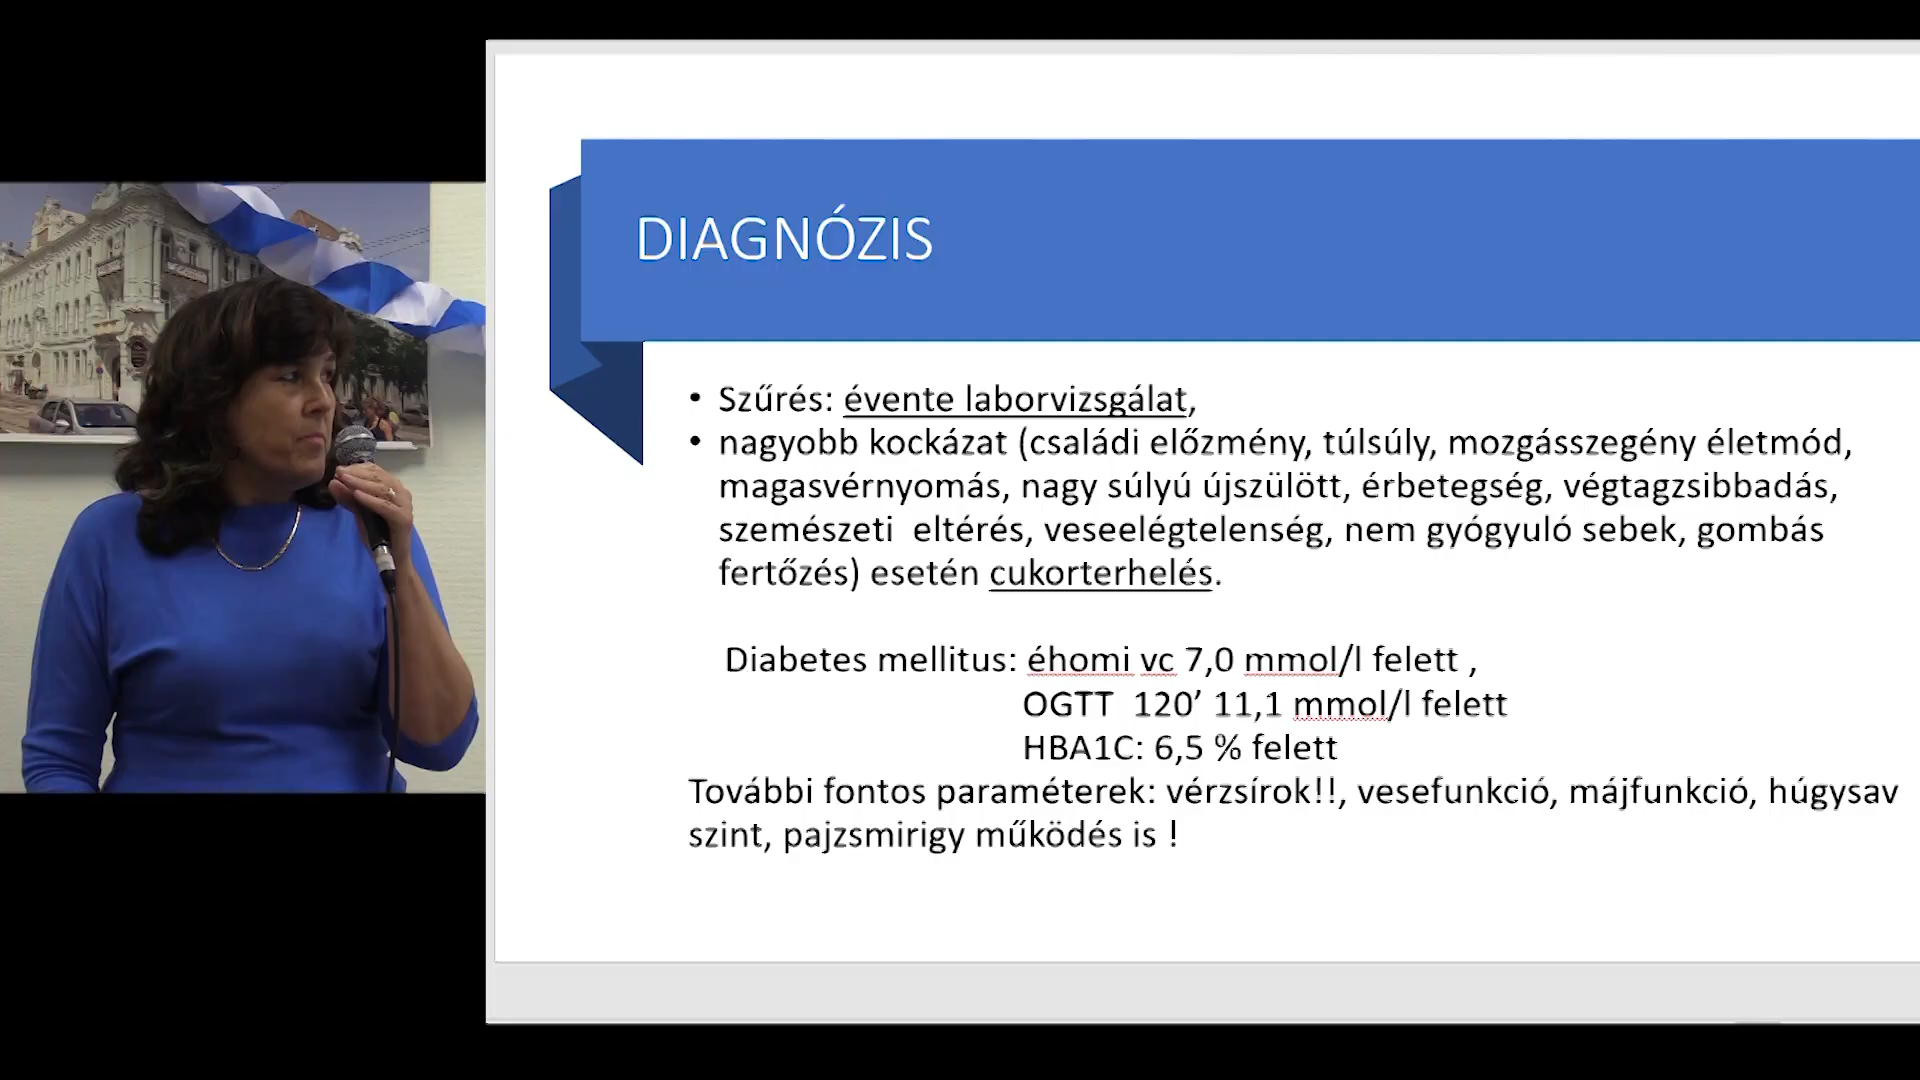 DIAGNÓZIS
• Szűrés: évente laborvizsgálat,
• nagyobb kockázat (családi előzmény, túlsúly, mozgásszegény életmód,
magasvérnyomás, nagy súlyú újszülött, érbetegség, végtagzsibbadás,
szemészeti eltérés, veseelégtelenség, nem gyógyuló sebek, gombás
fertőzés) esetén cukorterhelés.
Diabetes mellitus: éhomi vc 7,0 mmol/l felett ,
OGTT 120’ 11,1 mmol/l felett
HBA1C: 6,5 % felett
További fontos paraméterek: vérzsírok!!, vesefunkció, májfunkció, húgysav
szint, pajzsmirigy működés is !